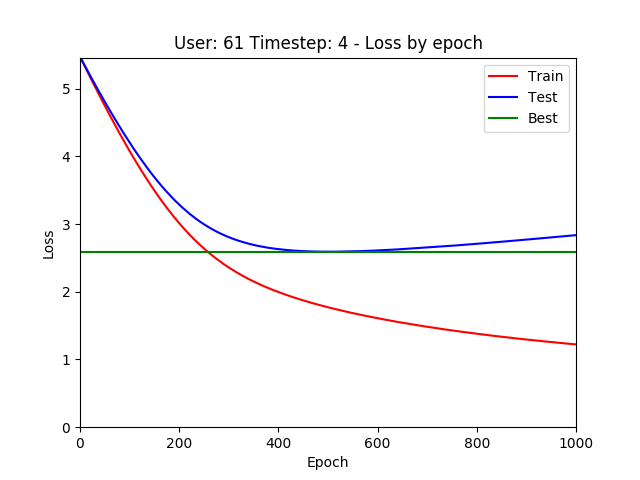 User: 61 Timestep: 4 - Loss by epoch
Train
Test
Best
Loss
5
4
3
2
1
0
0 200 400 600 800 1000
Epoch